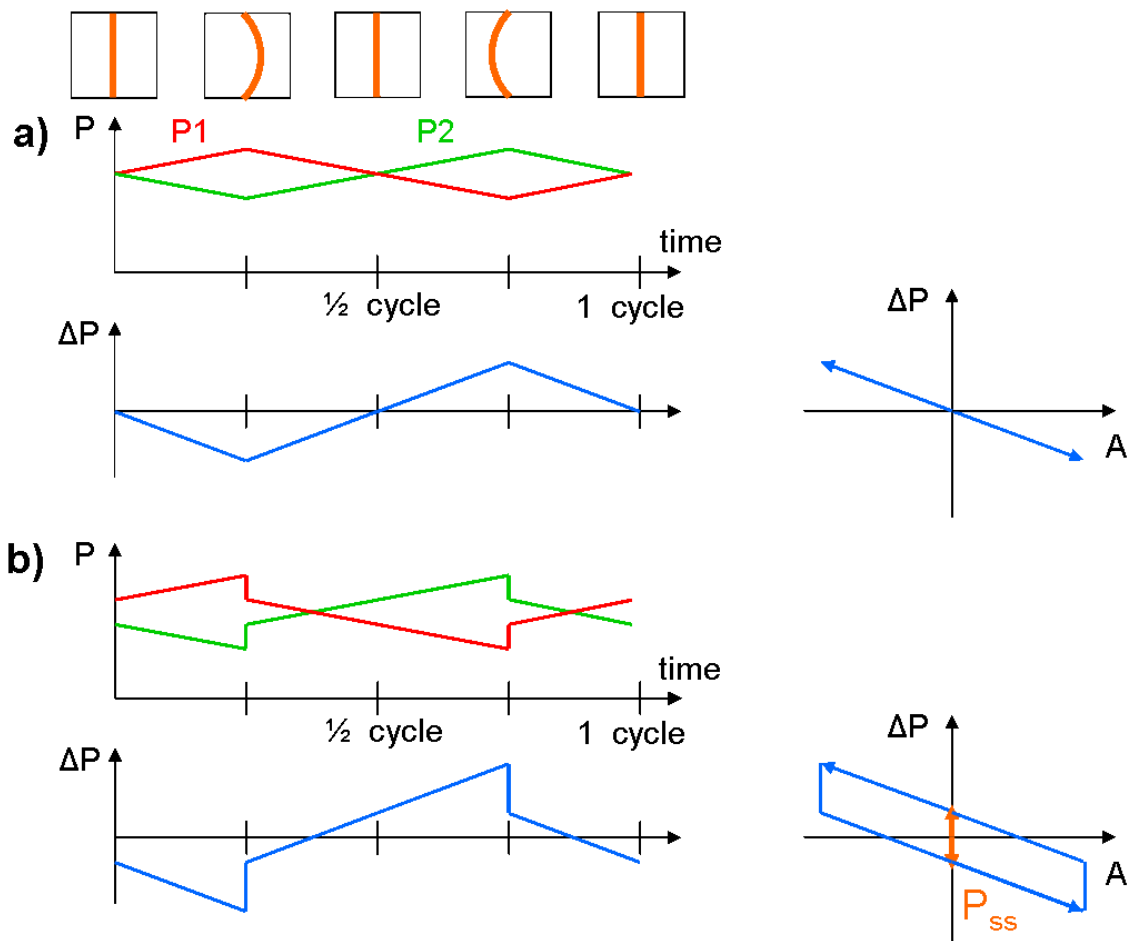 a)
P
P1
P2
time
½ cycle
1 cycle
ΔP
ΔP
A
b)
P
time
½ cycle
1 cycle
ΔP
ΔP
A
Pss